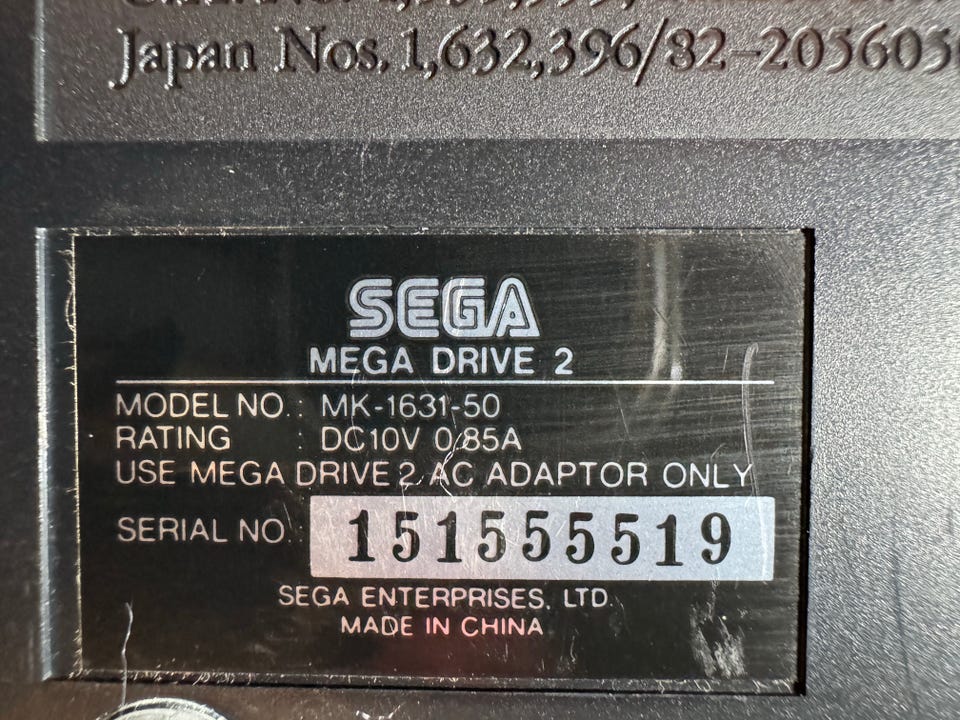 Japan Nos. 1,632,396/82-205605
SEGA
MEGA DRIVE 2
MODEL NO. : MK-1631-50
RATING : DC10V 0.85A
USE MEGA DRIVE 2 AC ADAPTOR ONLY
SERIAL NO. : 151555519
SEGA ENTERPRISES, LTD.
MADE IN CHINA